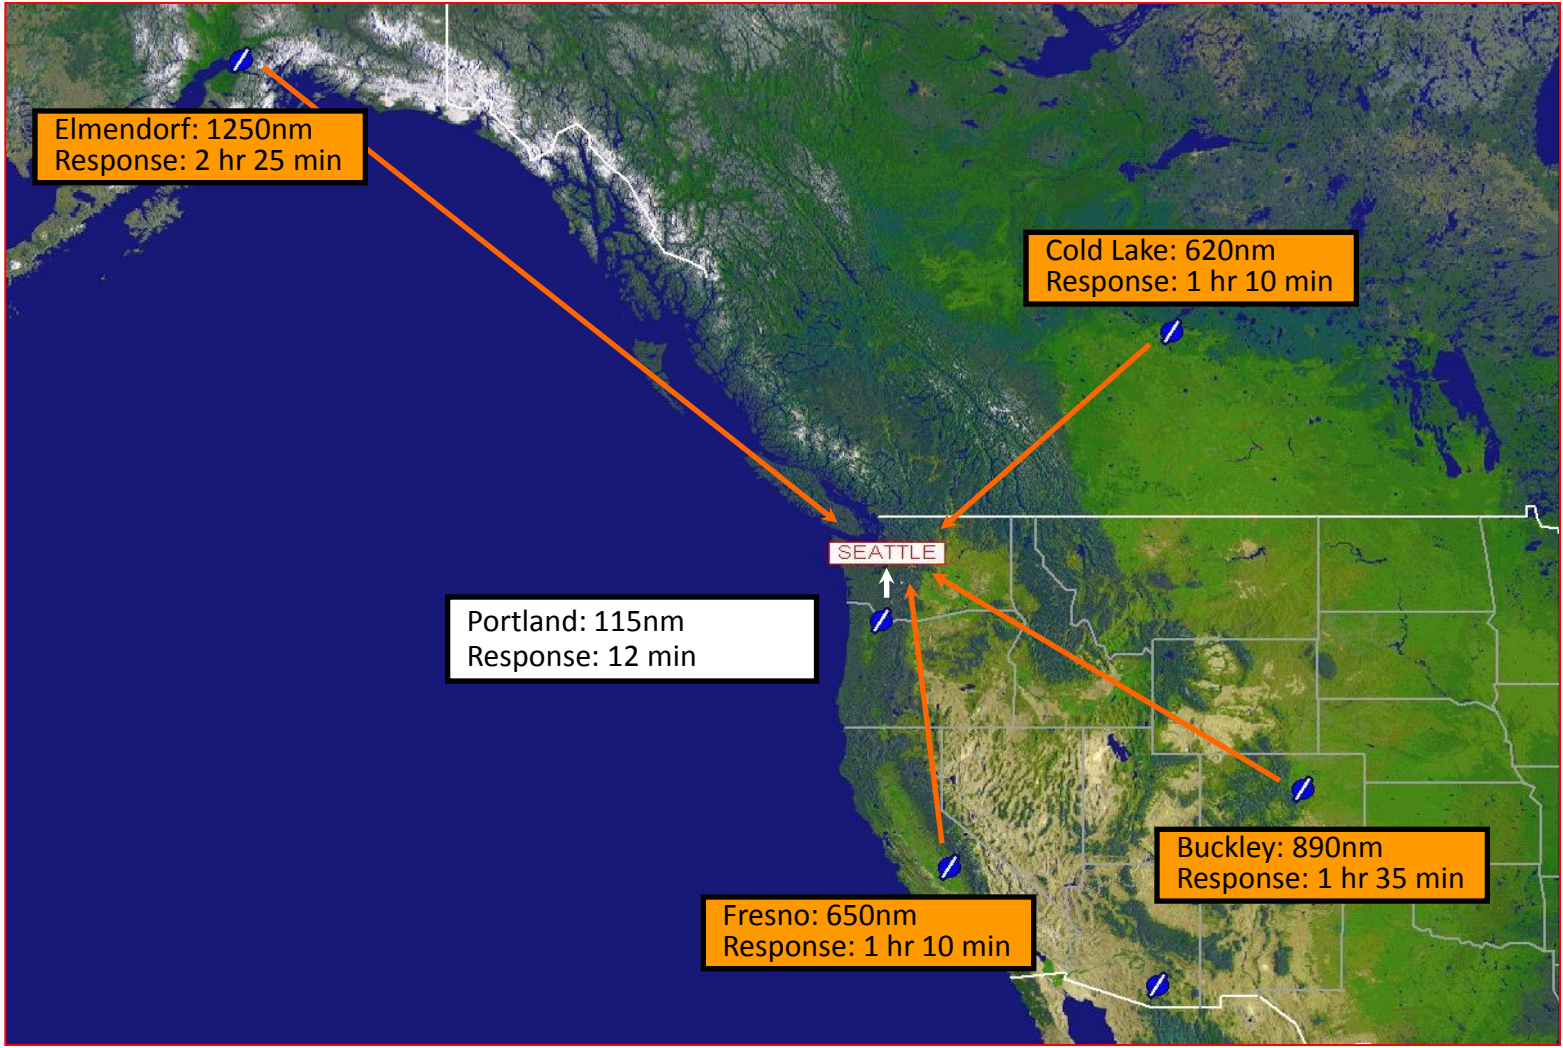 Elmendorf: 1250nm
Response: 2 hr 25 min
Cold Lake: 620nm
Response: 1 hr 10 min
SEATTLE
Portland: 115nm
Response: 12 min
Buckley: 890nm
Response: 1 hr 35 min
Fresno: 650nm
Response: 1 hr 10 min